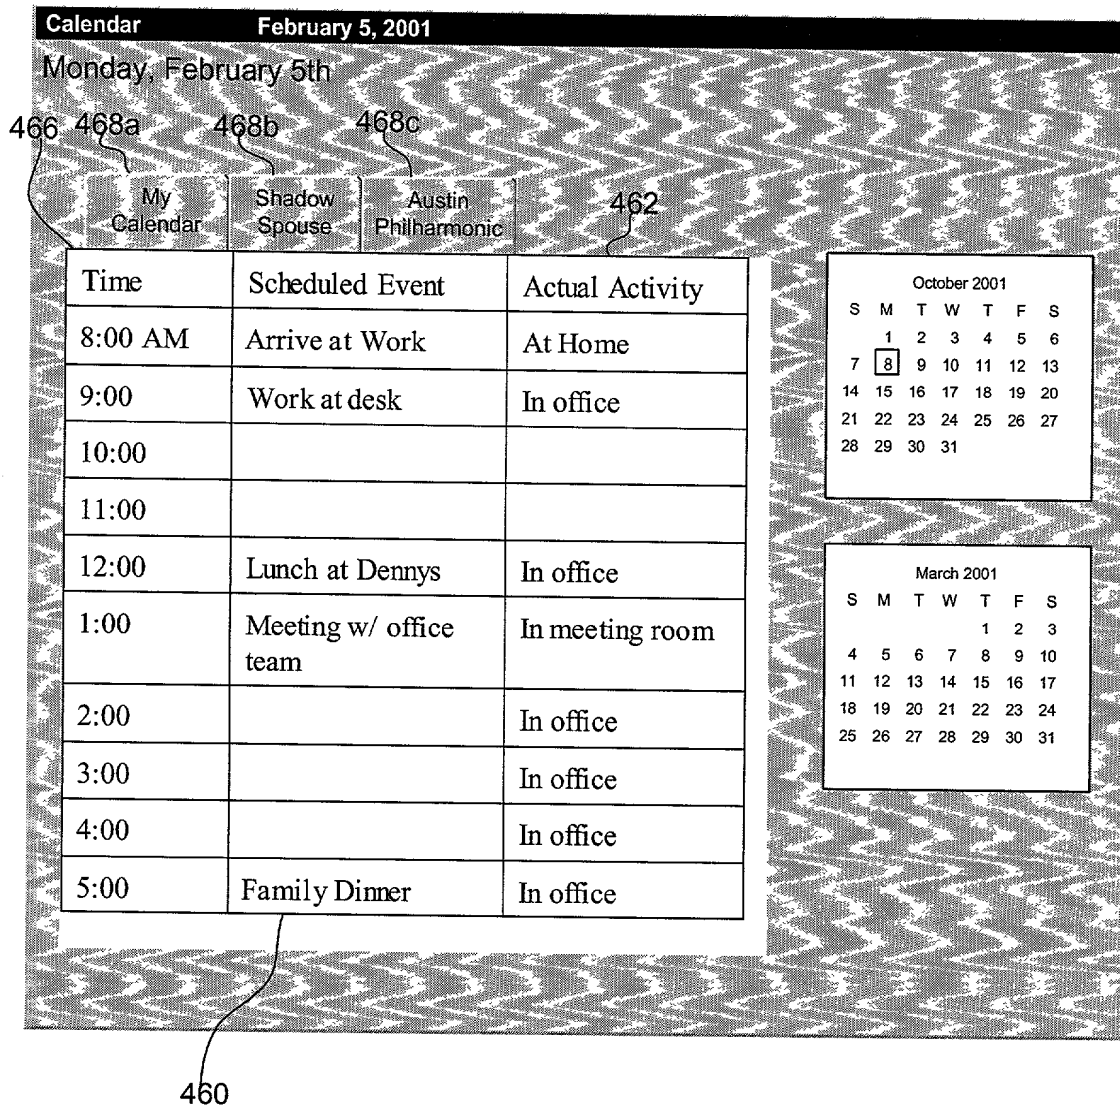 Calendar February 5, 2001
Monday, February 5th
466 468a 468b 468c
462
My Calendar
Shadow Spouse
Austin Philharmonic
Time Scheduled Event Actual Activity
8:00 AM Arrive at Work At Home
9:00 Work at desk In office
10:00
11:00
12:00 Lunch at Dennys In office
1:00 Meeting w/ office In meeting room
team
2:00 In office
3:00 In office
4:00 In office
5:00 Family Dinner In office
October 2001
S M T W T F S
1 2 3 4 5 6
7 8 9 10 11 12 13
14 15 16 17 18 19 20
21 22 23 24 25 26 27
28 29 30 31
March 2001
S M T W T F S
1 2 3
4 5 6 7 8 9 10
11 12 13 14 15 16 17
18 19 20 21 22 23 24
25 26 27 28 29 30 31
460